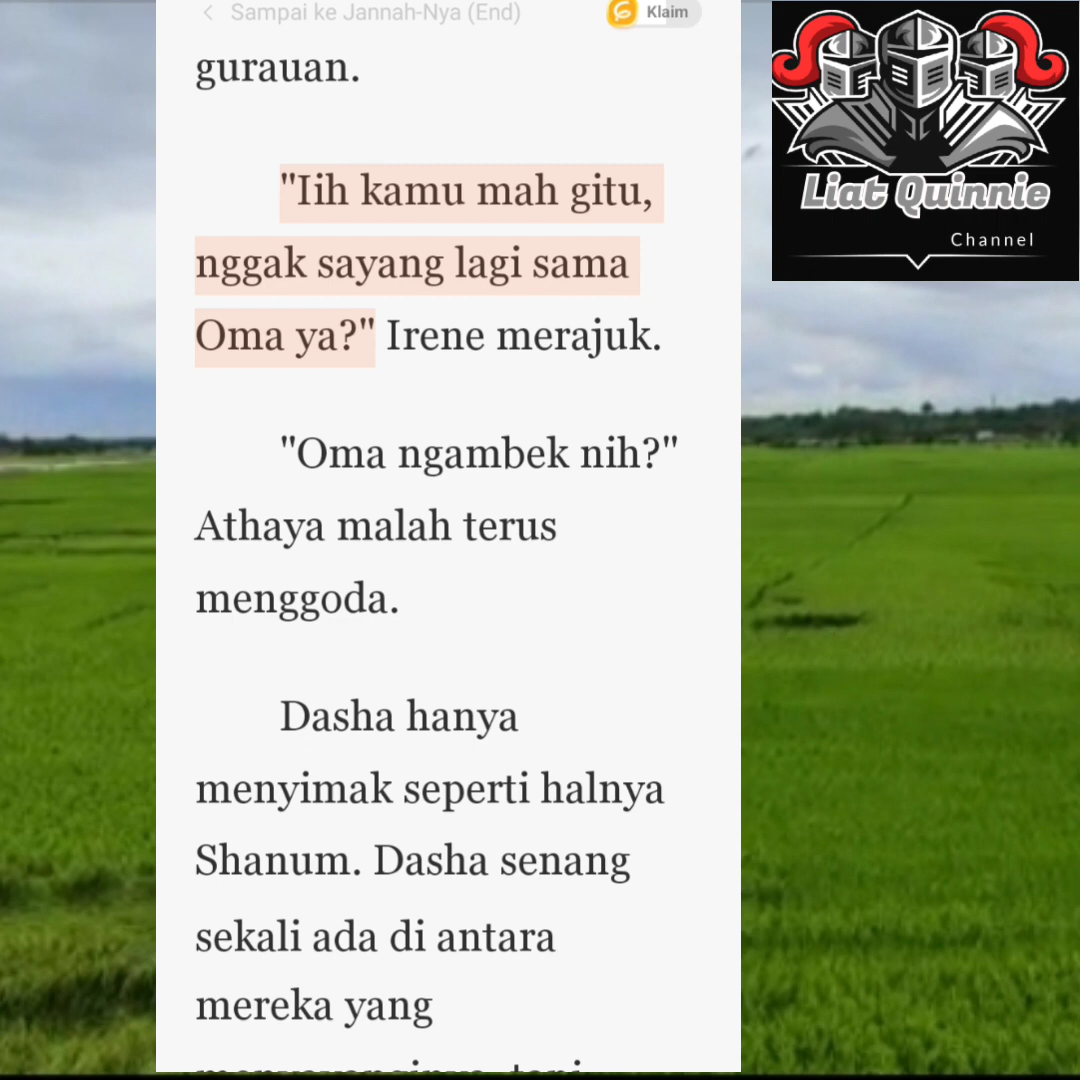 Sampai ke Jannah-Nya (End)
Klaim
gurauan.
"Iih kamu mah gitu,
nggak sayang lagi sama
Oma ya?" Irene merajuk.
"Oma ngambek nih?"
Athaya malah terus
menggoda.
Dasha hanya
menyimak seperti halnya
Shanum. Dasha senang
sekali ada di antara
mereka yang
Liat Quinnie
Channel